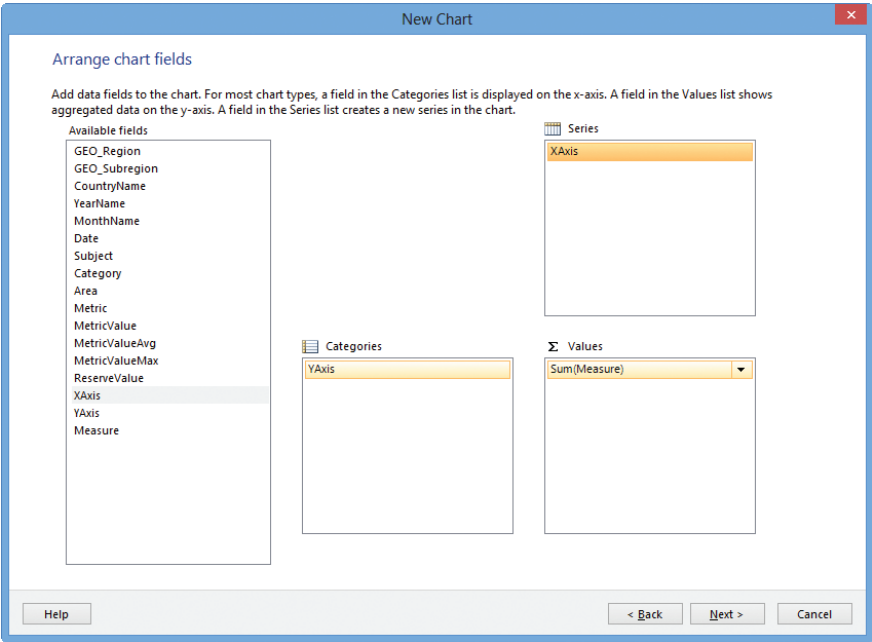 New Chart
Arrange chart fields
Add data fields to the chart. For most chart types, a field in the Categories list is displayed on the x-axis. A field in the Values list shows
aggregated data on the y-axis. A field in the Series list creates a new series in the chart.
Available fields
GEO_Region
GEO_Subregion
CountryName
YearName
MonthName
Date
Subject
Category
Area
Metric
MetricValue
MetricValueAvg
MetricValueMax
ReserveValue
XAxis
YAxis
Measure
Series
XAxis
Categories
YAxis
Σ Values
Sum(Measure)
Help
< Back
Next >
Cancel